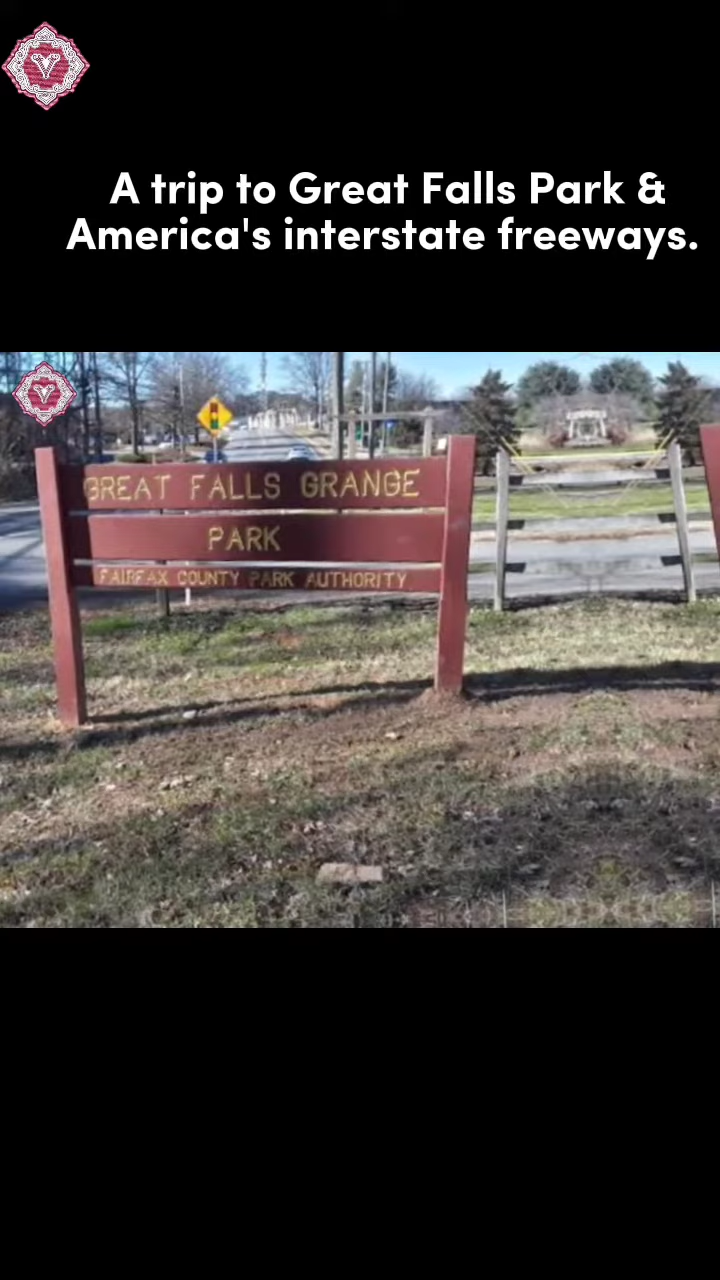 A trip to Great Falls Park &
America's interstate freeways.
GREAT FALLS GRANGE
PARK
FAIRFAX COUNTY PARK AUTHORITY